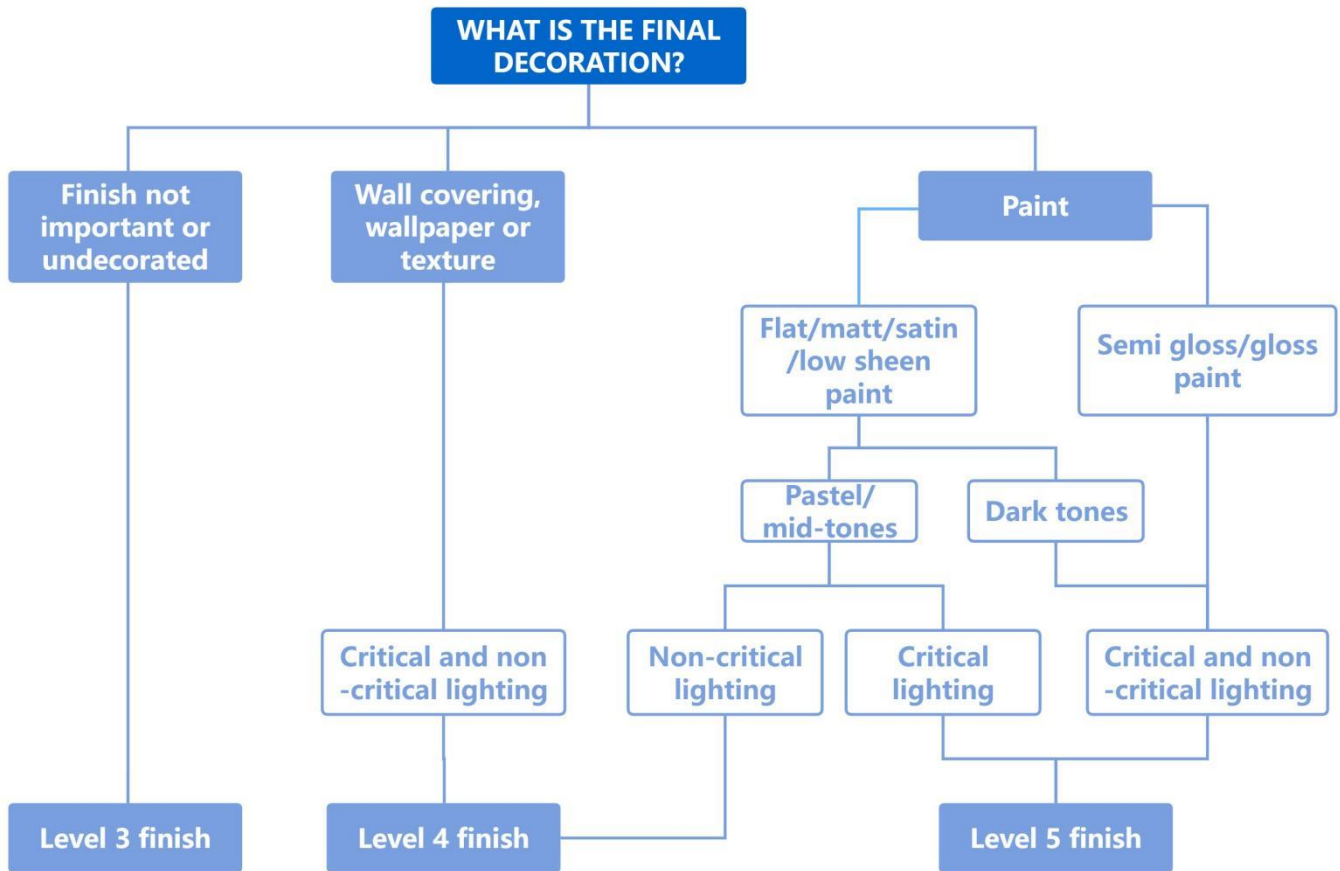 WHAT IS THE FINAL
DECORATION?
Finish not
important or
undecorated
Wall covering,
wallpaper or
texture
Paint
Flat/matt/satin
/low sheen
paint
Semi gloss/gloss
paint
Pastel/
mid-tones
Dark tones
Critical and non
-critical lighting
Non-critical
lighting
Critical
lighting
Critical and non
-critical lighting
Level 3 finish
Level 4 finish
Level 5 finish